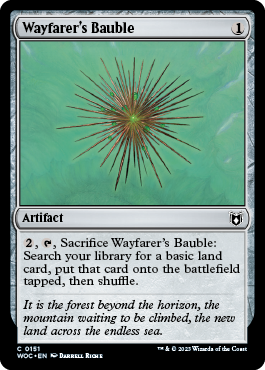 Wayfarer's Bauble 1
Artifact
2, T, Sacrifice Wayfarer's Bauble:
Search your library for a basic land
card, put that card onto the battlefield
tapped, then shuffle.
It is the forest beyond the horizon, the
mountain waiting to be climbed, the new
land across the endless sea.
C 0151
WOC • EN Darrell Riche
™ & © 2023 Wizards of the Coast